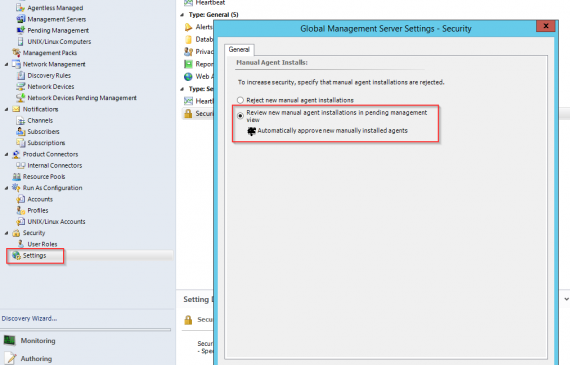 Agentless Managed
Management Servers
Pending Management
UNIX/Linux Computers
Management Packs
Network Management
Discovery Rules
Network Devices
Network Devices Pending Management
Notifications
Channels
Subscribers
Subscriptions
Product Connectors
Internal Connectors
Resource Pools
Run As Configuration
Accounts
Profiles
UNIX/Linux Accounts
Security
User Roles
Settings
Discovery Wizard...
Monitoring
Authoring
Heartbeat
Type: General (5)
Alerts
Datab
Privac
Repor
Web A
Type: Se
Heart
Securi
Setting D
Secu
Secur
- Spe
Global Management Server Settings - Security
x
General
Manual Agent Installs:
To increase security, specify that manual agent installations are rejected.
Reject new manual agent installations
Review new manual agent installations in pending management
view
Automatically approve new manually installed agents